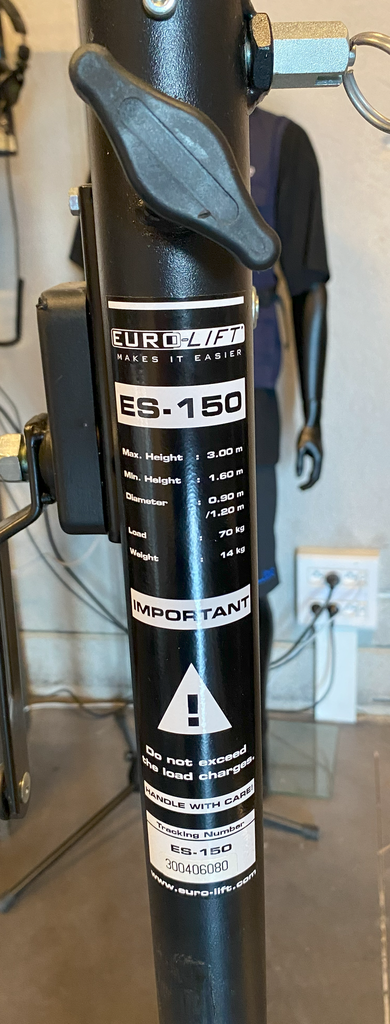 EURO-LIFT
MAKES IT EASIER
ES-150
Max. Height : 3.00 m
Min. Height : 1.60 m
Diameter : 0.90 m
/1.20 m
Load : 70 kg
Weight : 14 kg
IMPORTANT
!
Do not exceed
the load charges.
HANDLE WITH CARE!
Tracking Number
ES-150
300406080
www.euro-lift.com